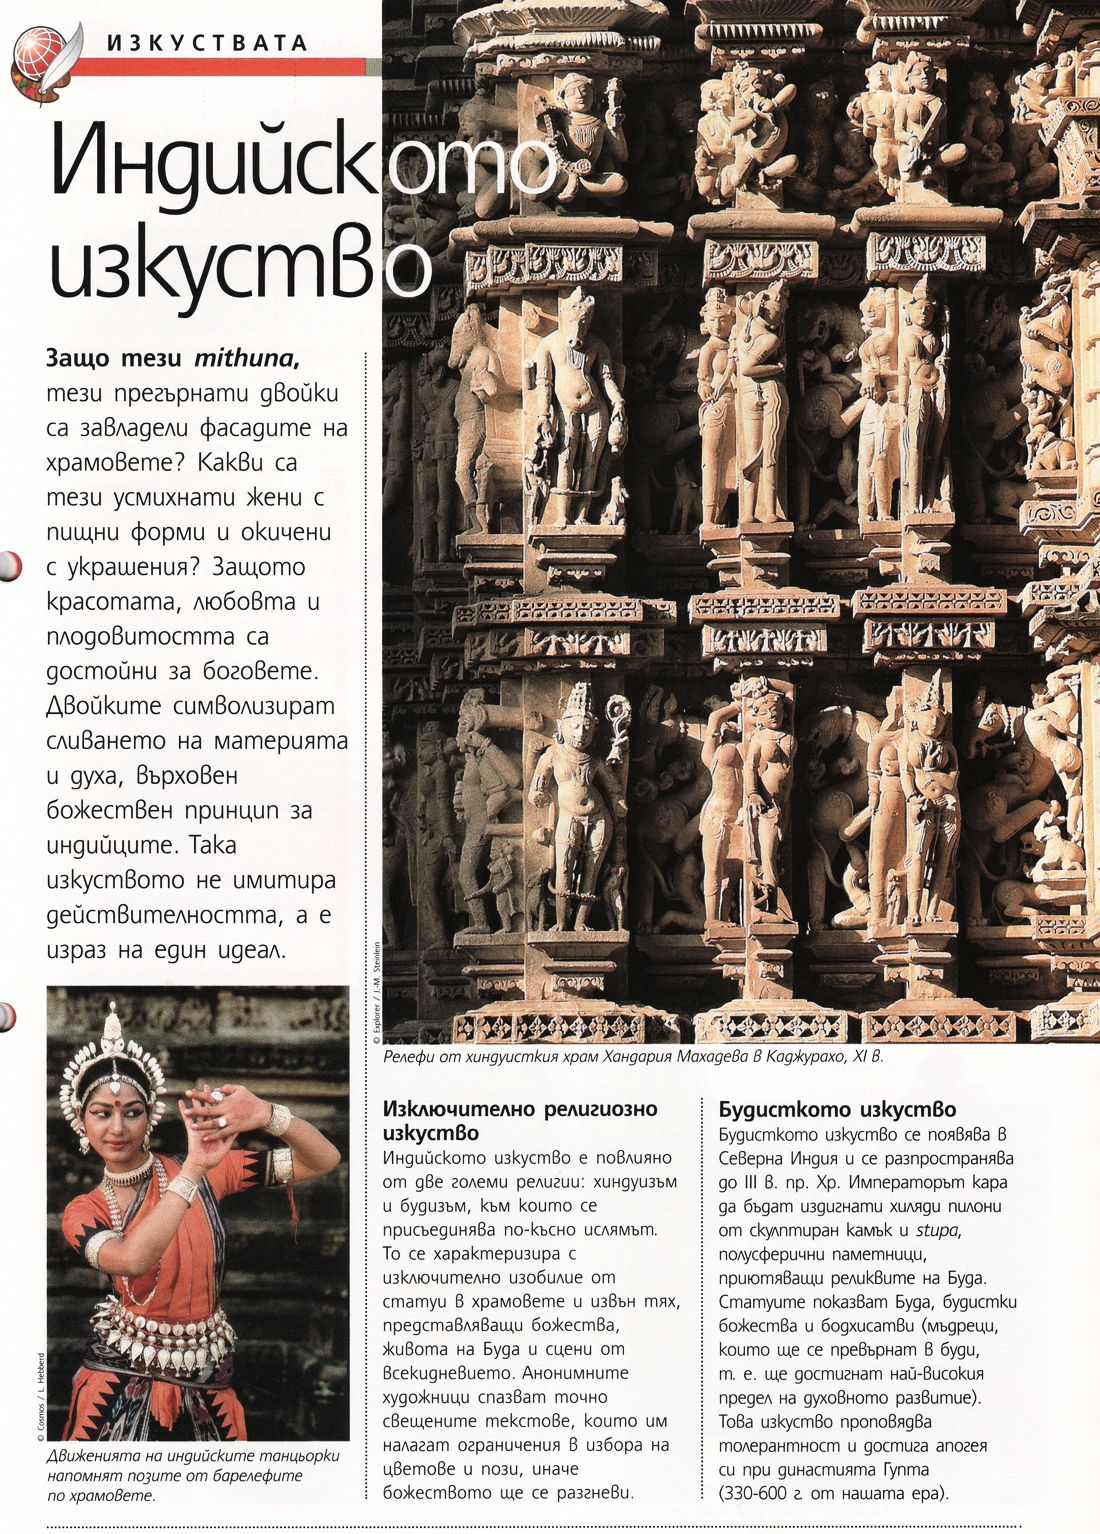 ИЗКУСТВАТА
Индийското
изкуство
Защо тези mithuna,
тези прегърнати двойки
са завладели фасадите на
храмовете? Какви са
тези усмихнати жени с
пищни форми и окичени
с украшения? Защото
красотата, любовта и
плодовитостта са
достойни за боговете.
Двойките символизират
сливането на материята
и духа, върховен
божествен принцип за
индийците. Така
изкуството не имитира
действителността, а е
израз на един идеал.
© Explorer / J.-M. Steinlein
Релефи от хиндуисткия храм Хандария Махадева в Каджурахо, XI в.
© Cosmos / L. Hebberd
Движенията на индийските танцьорки
напомнят позите от барелефите
по храмовете.
Изключително религиозно
изкуство
Индийското изкуство е повлияно
от две големи религии: хиндуизъм
и будизъм, към които се
присъединява по-късно ислямът.
То се характеризира с
изключително изобилие от
статуи в храмовете и извън тях,
представляващи божества,
живота на Буда и сцени от
всекидневието. Анонимните
художници спазват точно
свещените текстове, които им
налагат ограничения в избора на
цветове и пози, иначе
божеството ще се разгневи.
Будисткото изкуство
Будисткото изкуство се появява в
Северна Индия и се разпространява
до III в. пр. Хр. Императорът кара
да бъдат издигнати хиляди пилони
от скулптиран камък и stupa,
полусферични паметници,
приютяващи реликвите на Буда.
Статуите показват Буда, будистки
божества и бодхисатви (мъдреци,
които ще се превърнат в буди,
т. е. ще достигнат най-високия
предел на духовното развитие).
Това изкуство проповядва
толерантност и достига апогея
си при династията Гупта
(330-600 г. от нашата ера).